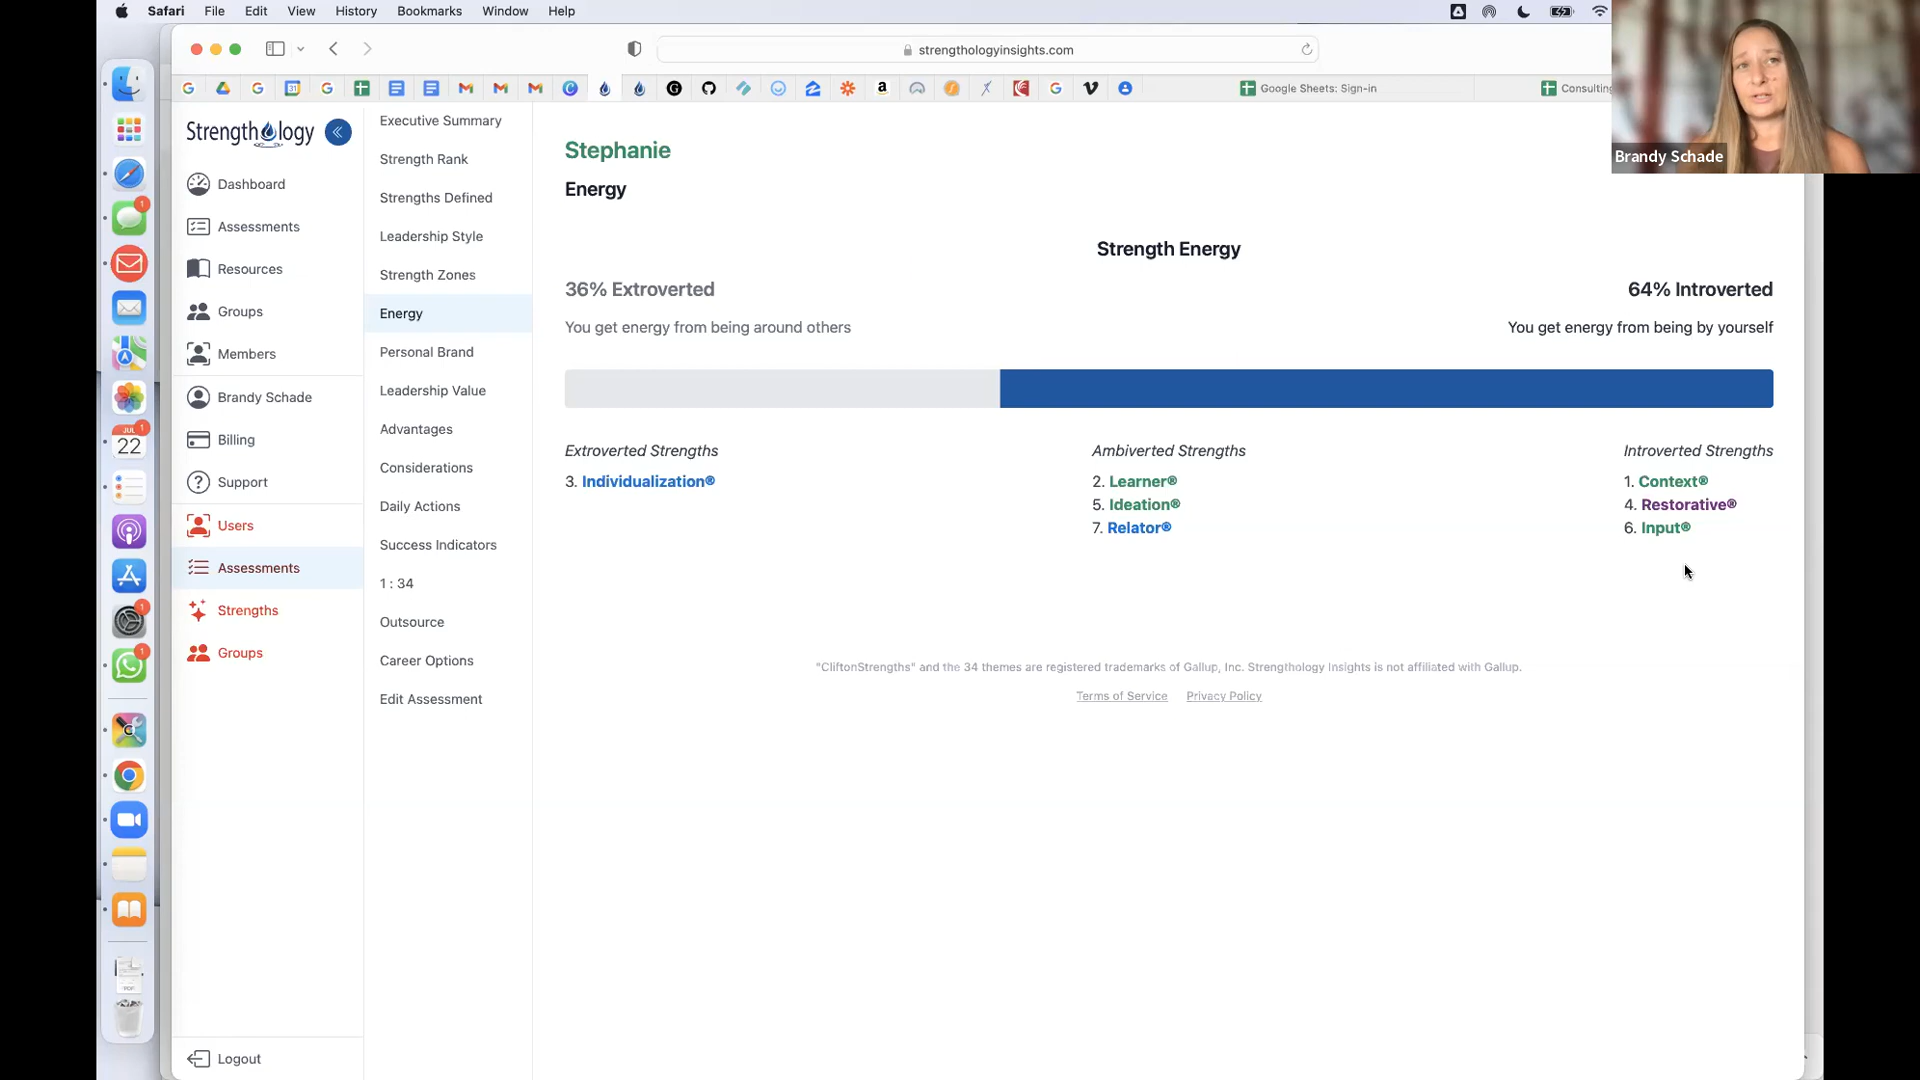 Safari File Edit View History Bookmarks Window Help
strengthologyinsights.com
Google Sheets: Sign-in
Consulting
Brandy Schade
Strengthology
Dashboard
Assessments
Resources
Groups
Members
Brandy Schade
Billing
Support
Users
Assessments
Strengths
Groups
Logout
Executive Summary
Strength Rank
Strengths Defined
Leadership Style
Strength Zones
Energy
Personal Brand
Leadership Value
Advantages
Considerations
Daily Actions
Success Indicators
1 : 34
Outsource
Career Options
Edit Assessment
Stephanie
Energy
Strength Energy
36% Extroverted
64% Introverted
You get energy from being around others
You get energy from being by yourself
Extroverted Strengths
3. Individualization®
Ambiverted Strengths
2. Learner®
5. Ideation®
7. Relator®
Introverted Strengths
1. Context®
4. Restorative®
6. Input®
"CliftonStrengths" and the 34 themes are registered trademarks of Gallup, Inc. Strengthology Insights is not affiliated with Gallup.
Terms of Service Privacy Policy
JUL
22